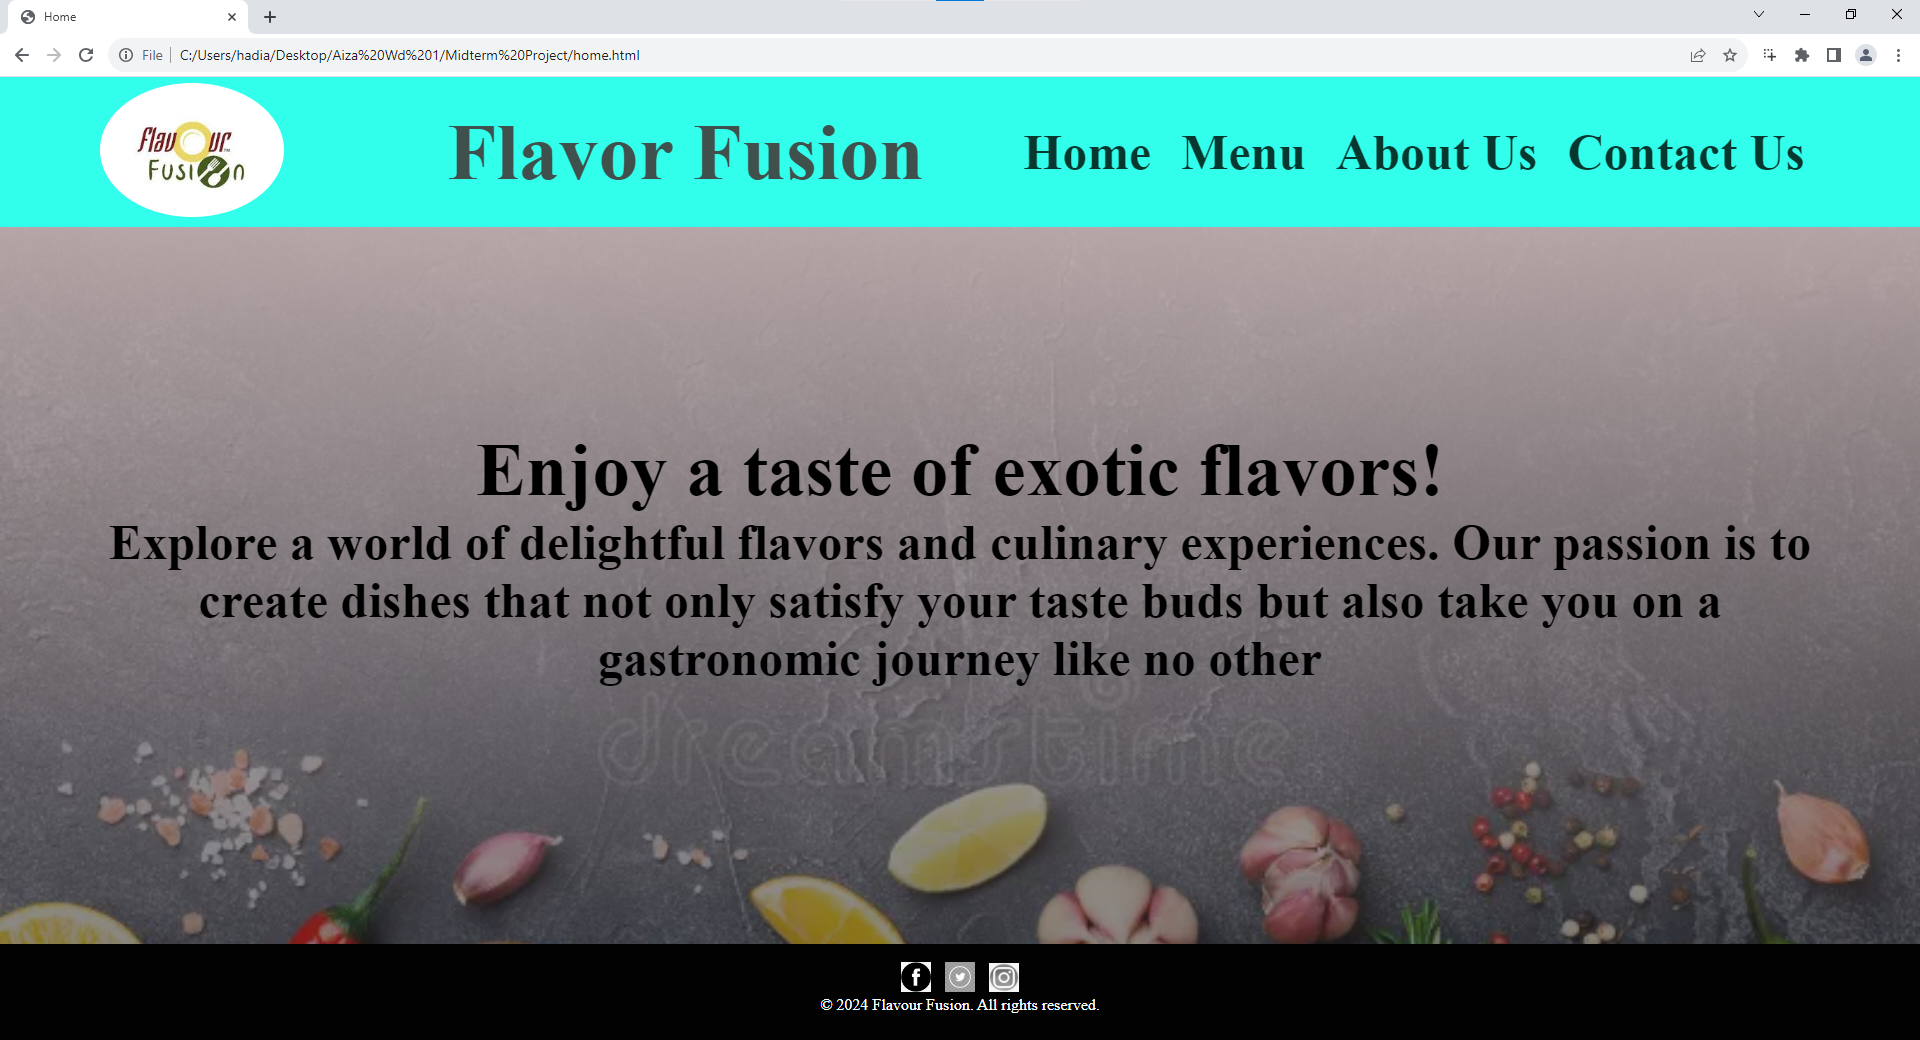 Home
File
C:/Users/hadia/Desktop/Aiza%20Wd%201/Midterm%20Project/home.html
flavour
Fusion
Flavor Fusion
Home Menu About Us Contact Us
Enjoy a taste of exotic flavors!
Explore a world of delightful flavors and culinary experiences. Our passion is to
create dishes that not only satisfy your taste buds but also take you on a
gastronomic journey like no other
dreamstime
© 2024 Flavour Fusion. All rights reserved.